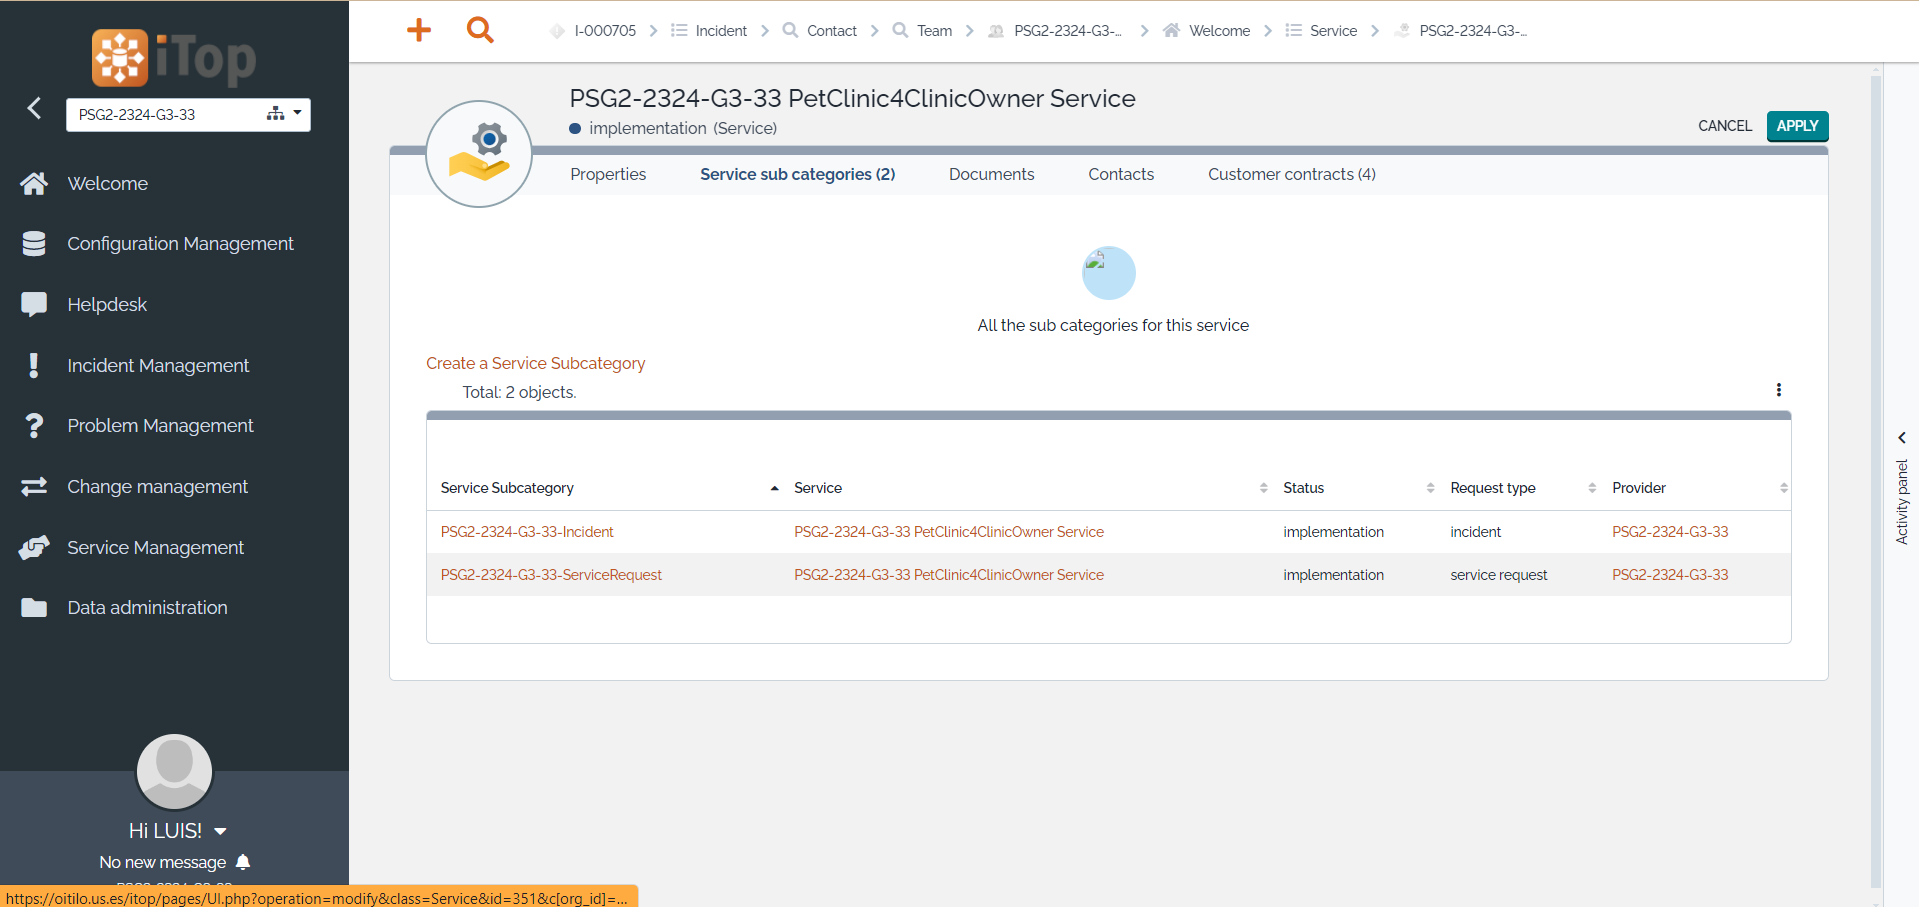 iTop
PSG2-2324-G3-33
Welcome
Configuration Management
Helpdesk
Incident Management
Problem Management
Change management
Service Management
Data administration
Hi LUIS!
No new message
https://oitilo.us.es/itop/pages/UI.php?operation=modify&class=Service&id=351&c[org_id]=...
I-000705 Incident Contact Team PSG2-2324-G3-... Welcome Service PSG2-2324-G3-...
PSG2-2324-G3-33 PetClinic4ClinicOwner Service
implementation (Service)
CANCEL APPLY
Properties Service sub categories (2) Documents Contacts Customer contracts (4)
All the sub categories for this service
Create a Service Subcategory
Total: 2 objects.
Service Subcategory Service Status Request type Provider
PSG2-2324-G3-33-Incident PSG2-2324-G3-33 PetClinic4ClinicOwner Service implementation incident PSG2-2324-G3-33
PSG2-2324-G3-33-ServiceRequest PSG2-2324-G3-33 PetClinic4ClinicOwner Service implementation service request PSG2-2324-G3-33
Activity panel